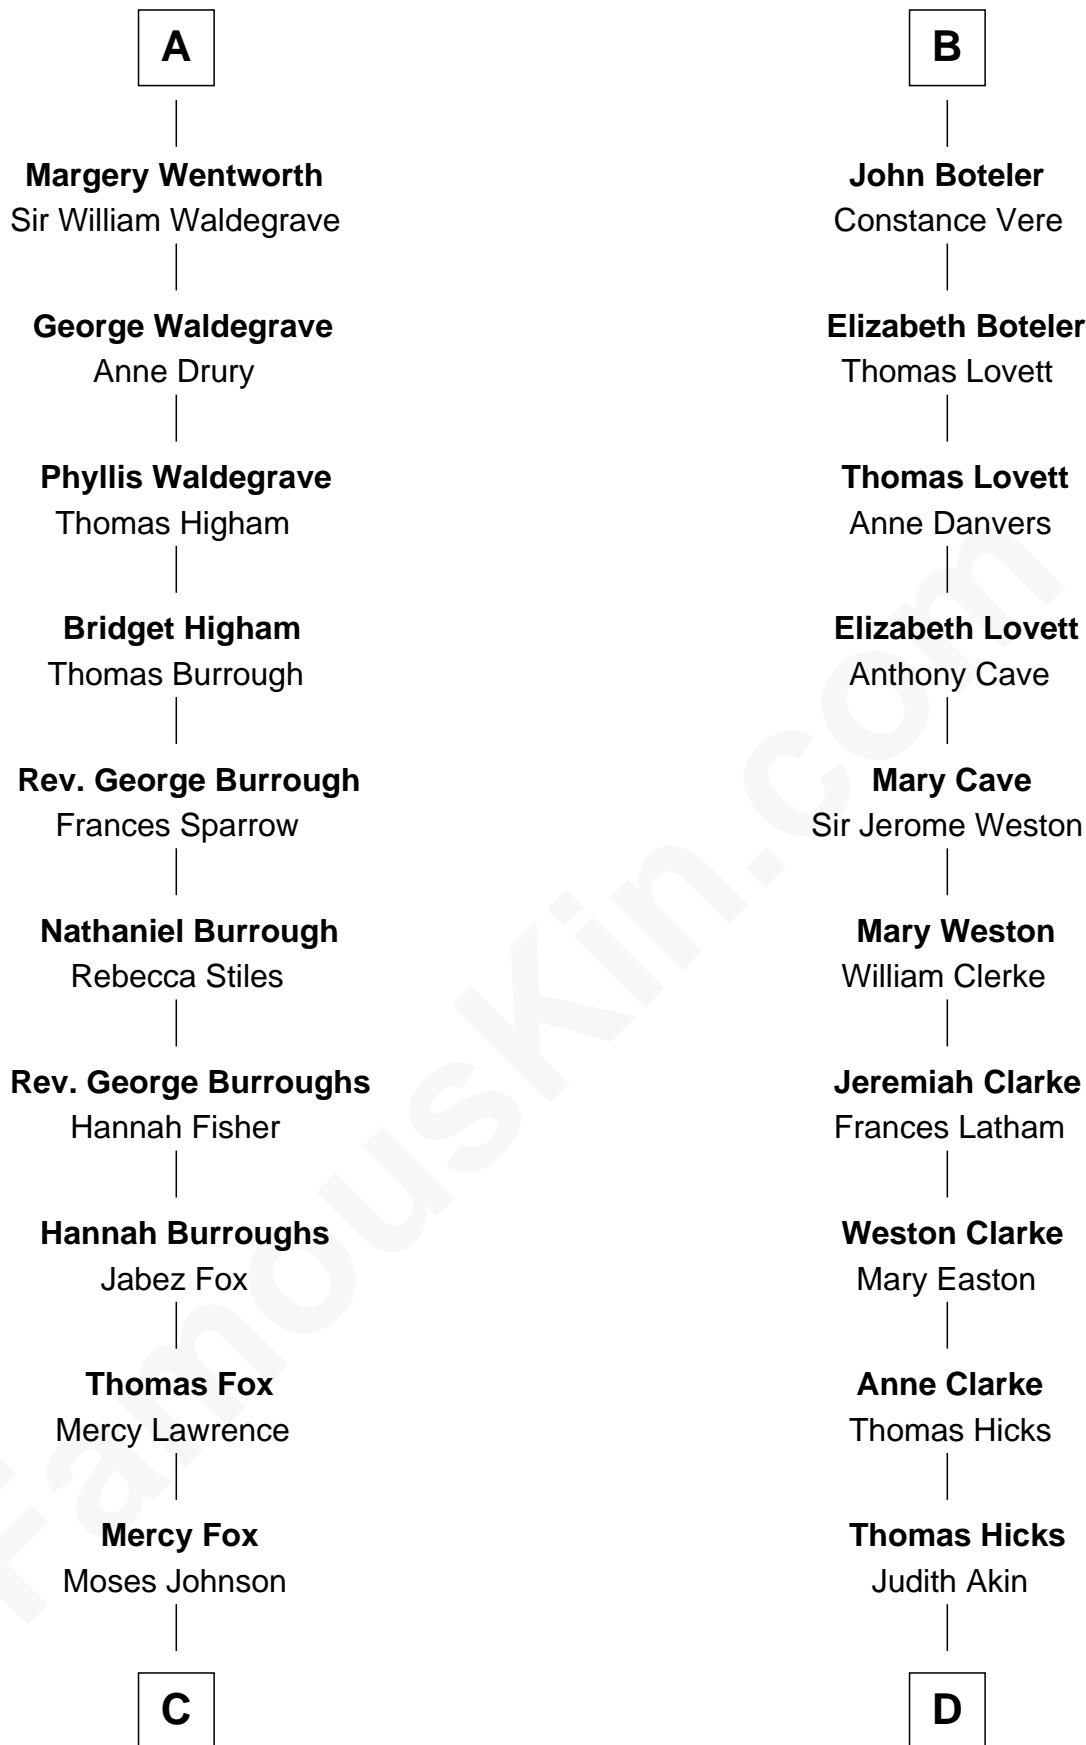 A
Margery Wentworth
Sir William Waldegrave
George Waldegrave
Anne Drury
Phyllis Waldegrave
Thomas Higham
Bridget Higham
Thomas Burrough
Rev. George Burrough
Frances Sparrow
Nathaniel Burrough
Rebecca Stiles
Rev. George Burroughs
Hannah Fisher
Hannah Burroughs
Jabez Fox
Thomas Fox
Mercy Lawrence
Mercy Fox
Moses Johnson
C
B
John Boteler
Constance Vere
Elizabeth Boteler
Thomas Lovett
Thomas Lovett
Anne Danvers
Elizabeth Lovett
Anthony Cave
Mary Cave
Sir Jerome Weston
Mary Weston
William Clerke
Jeremiah Clarke
Frances Latham
Weston Clarke
Mary Easton
Anne Clarke
Thomas Hicks
Thomas Hicks
Judith Akin
D
FamousKin.com